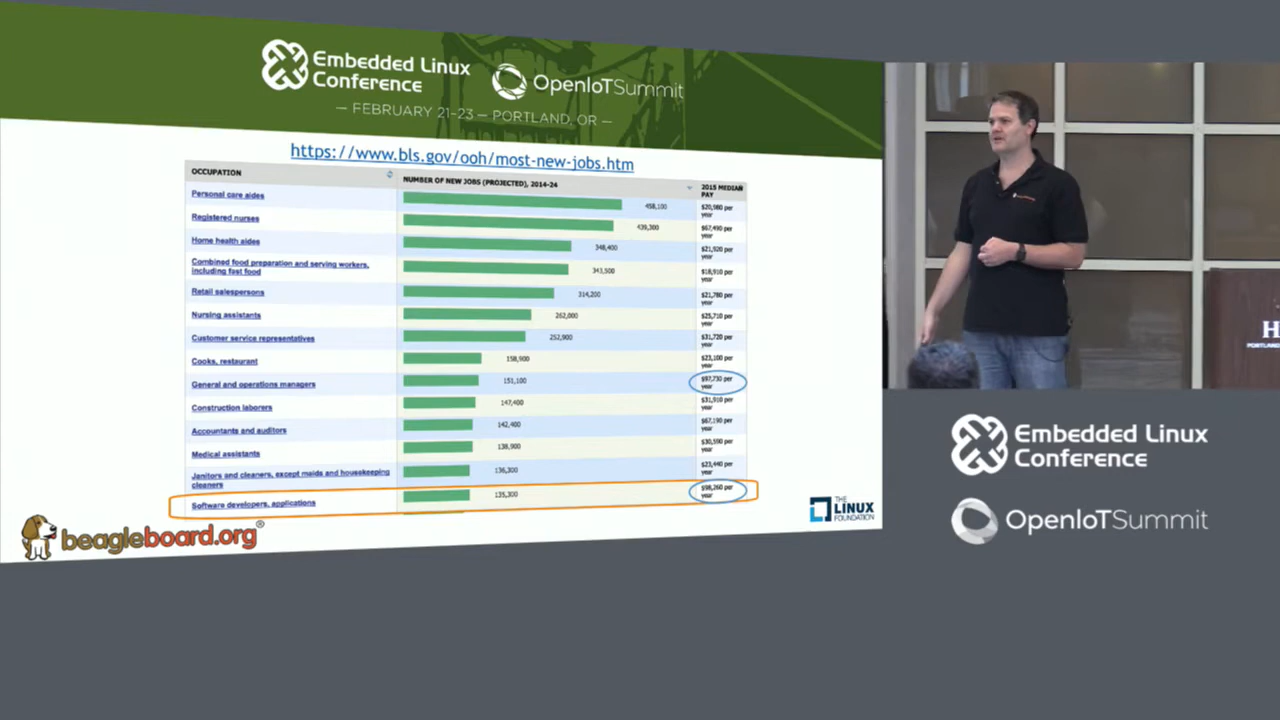 Embedded Linux
Conference
OpenIoTSummit
— FEBRUARY 21-23 — PORTLAND, OR —
https://www.bls.gov/ooh/most-new-jobs.htm
OCCUPATION NUMBER OF NEW JOBS (PROJECTED), 2014-24 2015 MEDIAN PAY
Personal care aides 458,100 $20,980 per year
Registered nurses 439,300 $67,490 per year
Home health aides 348,400 $21,920 per year
Combined food preparation and serving workers, including fast food 343,500 $18,910 per year
Retail salespersons 314,200 $21,780 per year
Nursing assistants 262,000 $25,710 per year
Customer service representatives 252,900 $31,720 per year
Cooks, restaurant 158,900 $23,100 per year
General and operations managers 151,100 $97,730 per year
Construction laborers 147,400 $31,910 per year
Accountants and auditors 142,400 $67,190 per year
Medical assistants 138,900 $30,590 per year
Janitors and cleaners, except maids and housekeeping cleaners 136,300 $23,440 per year
Software developers, applications 135,300 $98,260 per year
beagleboard.org®
THE
LINUX
FOUNDATION
H
PORTLAND
Embedded Linux
Conference
OpenIoTSummit